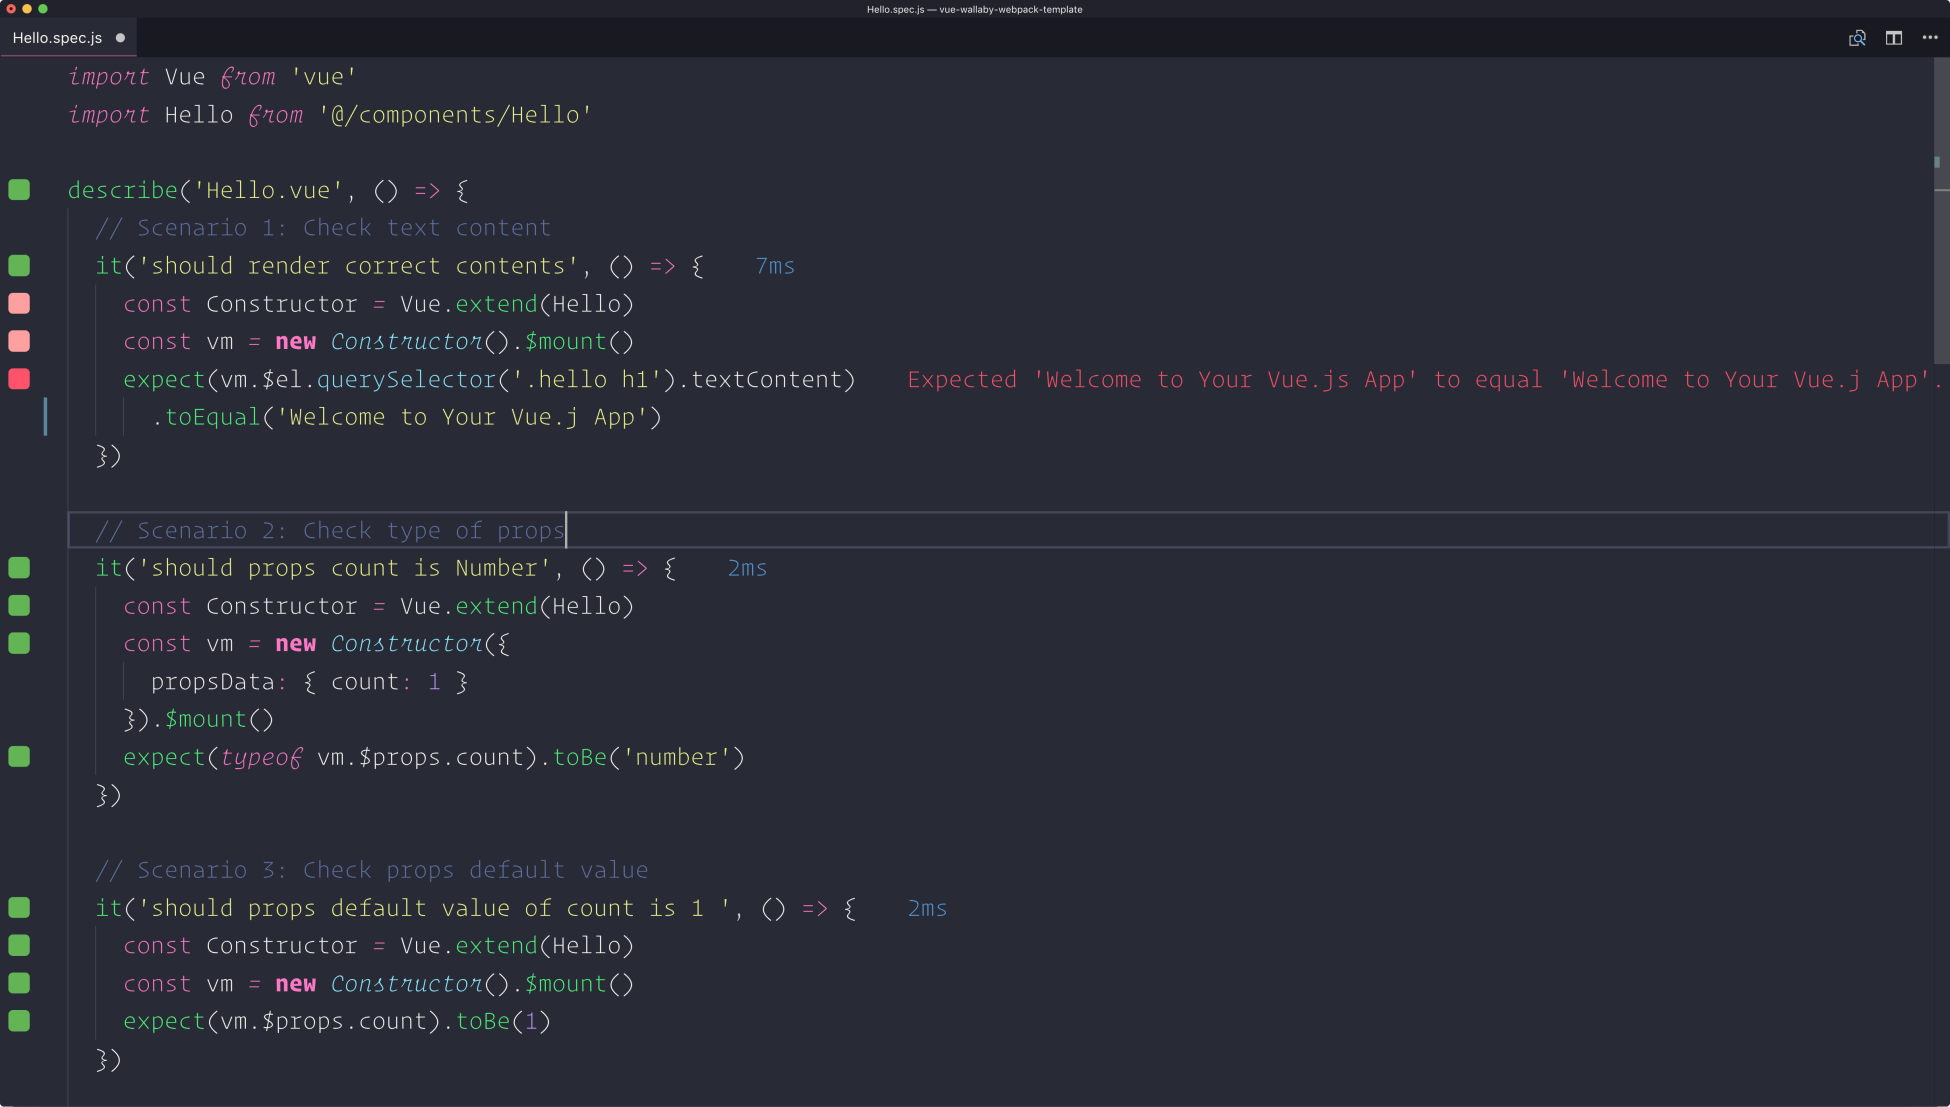 Hello.spec.js — vue-wallaby-webpack-template
Hello.spec.js
import Vue from 'vue'
import Hello from '@/components/Hello'
describe('Hello.vue', () => {
// Scenario 1: Check text content
it('should render correct contents', () => { 7ms
const Constructor = Vue.extend(Hello)
const vm = new Constructor().$mount()
expect(vm.$el.querySelector('.hello h1').textContent) Expected 'Welcome to Your Vue.js App' to equal 'Welcome to Your Vue.j App'.
.toEqual('Welcome to Your Vue.j App')
})
// Scenario 2: Check type of props
it('should props count is Number', () => { 2ms
const Constructor = Vue.extend(Hello)
const vm = new Constructor({
propsData: { count: 1 }
}).$mount()
expect(typeof vm.$props.count).toBe('number')
})
// Scenario 3: Check props default value
it('should props default value of count is 1 ', () => { 2ms
const Constructor = Vue.extend(Hello)
const vm = new Constructor().$mount()
expect(vm.$props.count).toBe(1)
})